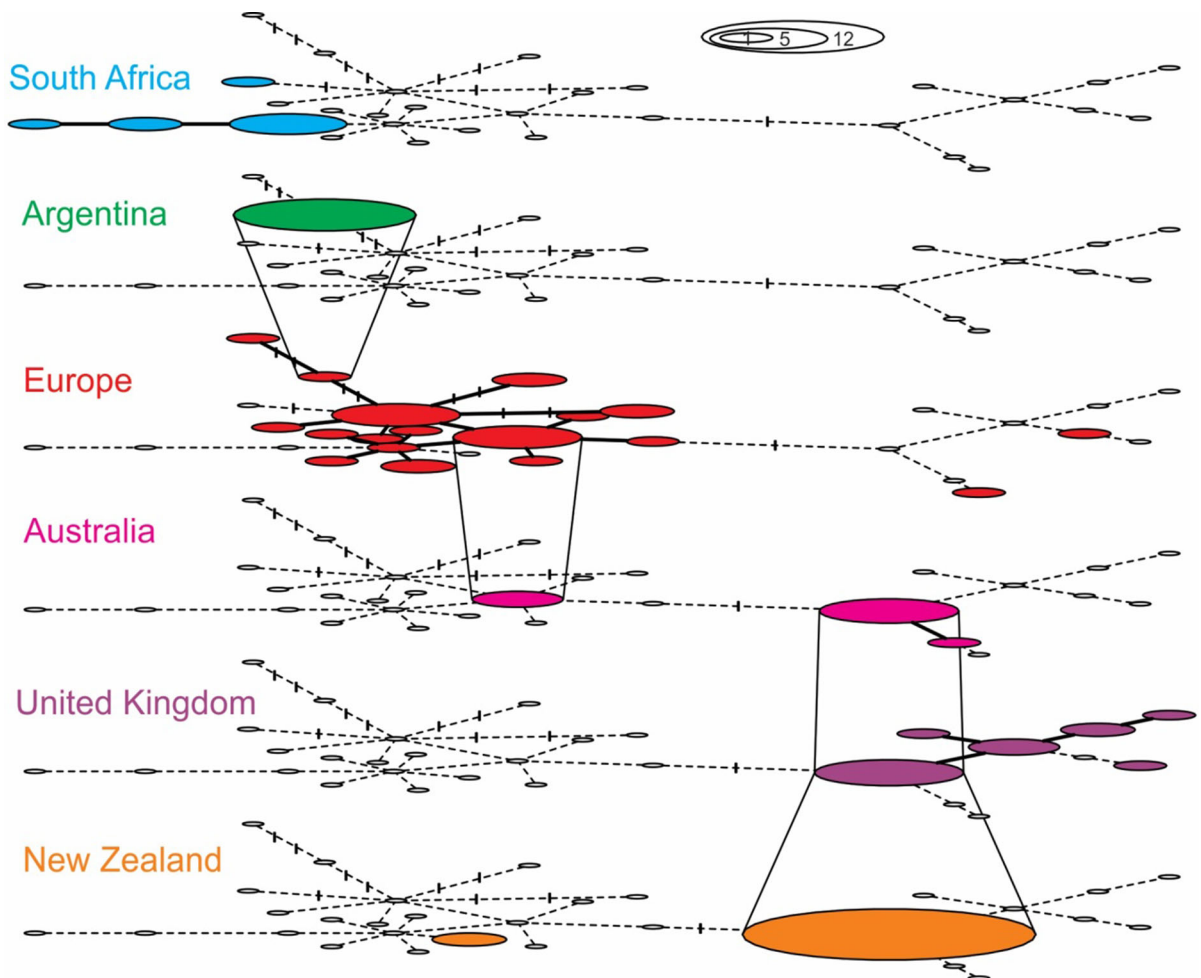 1 5 12
South Africa
Argentina
Europe
Australia
United Kingdom
New Zealand